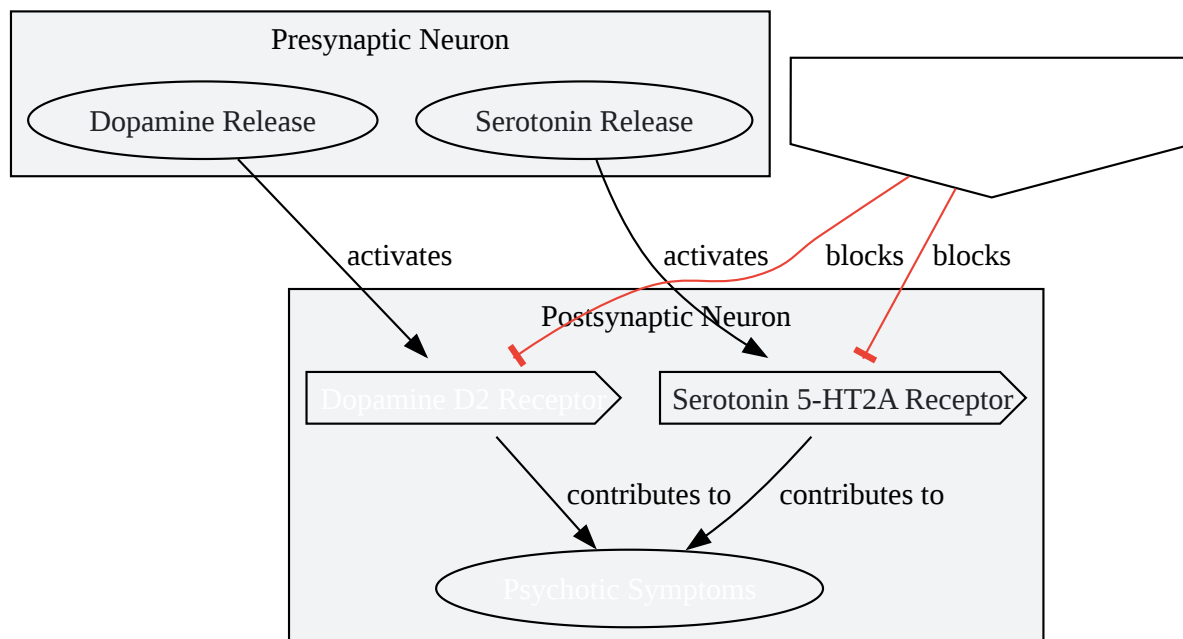 Presynaptic Neuron
Dopamine Release
Serotonin Release
activates
activates
blocks
blocks
Postsynaptic Neuron
Dopamine D2 Receptor
Serotonin 5-HT2A Receptor
contributes to
contributes to
Psychotic Symptoms